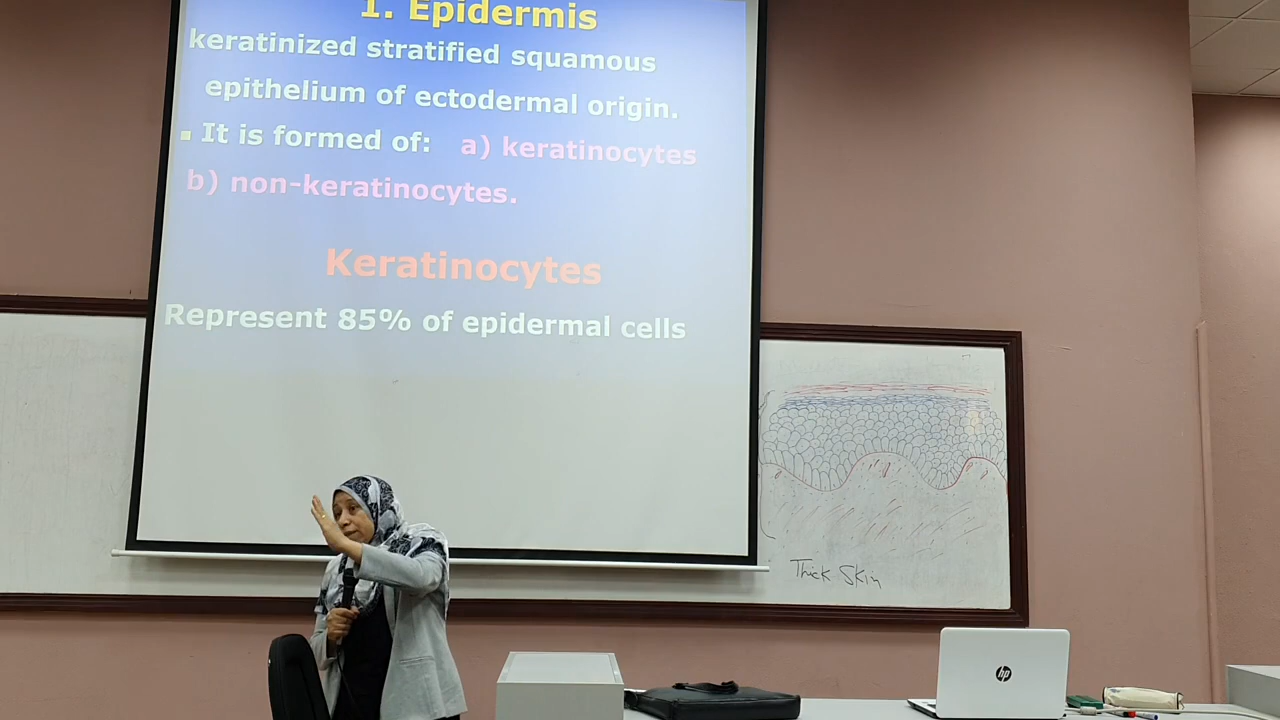 1. Epidermis
keratinized stratified squamous
epithelium of ectodermal origin.
▪ It is formed of: a) keratinocytes
b) non-keratinocytes.
Keratinocytes
Represent 85% of epidermal cells
Thick Skin
hp